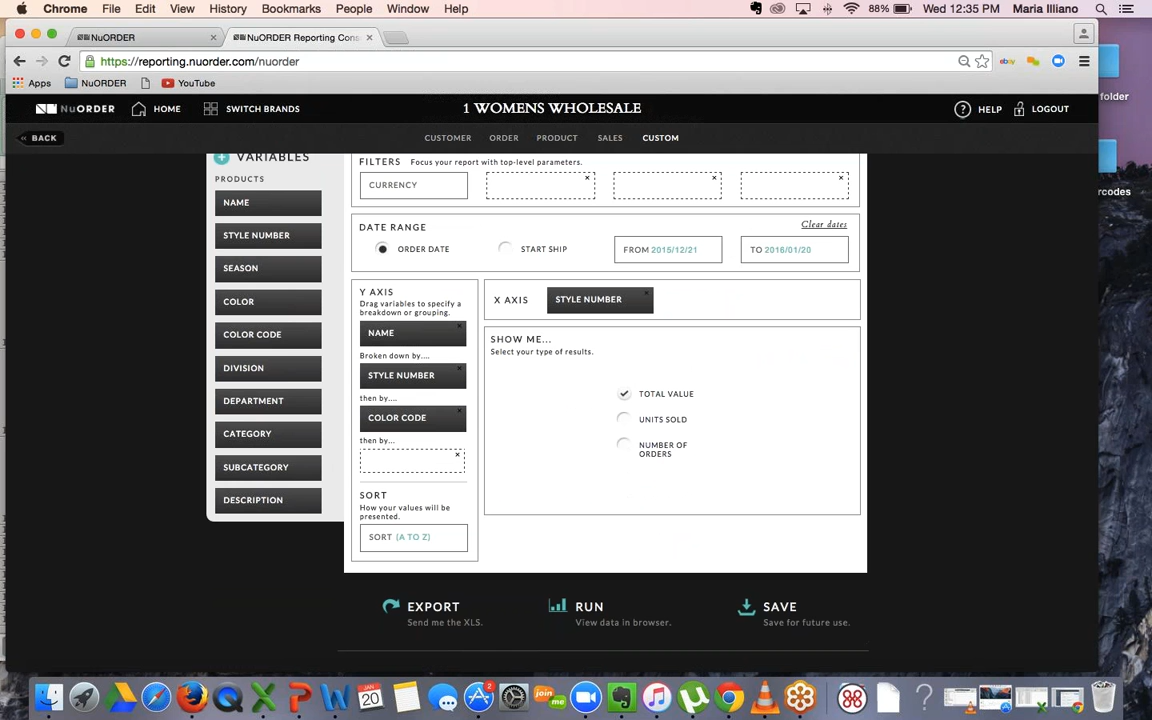 Chrome File Edit View History Bookmarks People Window Help 88% Wed 12:35 PM Maria Illiano
NuORDER NuORDER Reporting Cons
https://reporting.nuorder.com/nuorder
Apps NuORDER YouTube
NuORDER HOME SWITCH BRANDS 1 WOMENS WHOLESALE HELP LOGOUT
« BACK CUSTOMER ORDER PRODUCT SALES CUSTOM
VARIABLES
PRODUCTS
NAME
STYLE NUMBER
SEASON
COLOR
COLOR CODE
DIVISION
DEPARTMENT
CATEGORY
SUBCATEGORY
DESCRIPTION
FILTERS Focus your report with top-level parameters.
CURRENCY
DATE RANGE Clear dates
ORDER DATE START SHIP FROM 2015/12/21 TO 2016/01/20
Y AXIS
Drag variables to specify a
breakdown or grouping.
NAME
Broken down by....
STYLE NUMBER
then by....
COLOR CODE
then by...
SORT
How your values will be
presented.
SORT (A TO Z)
X AXIS STYLE NUMBER
SHOW ME...
Select your type of results.
TOTAL VALUE
UNITS SOLD
NUMBER OF
ORDERS
EXPORT
Send me the XLS.
RUN
View data in browser.
SAVE
Save for future use.
folder
rcodes
ebay
JAN
20
2
join
me